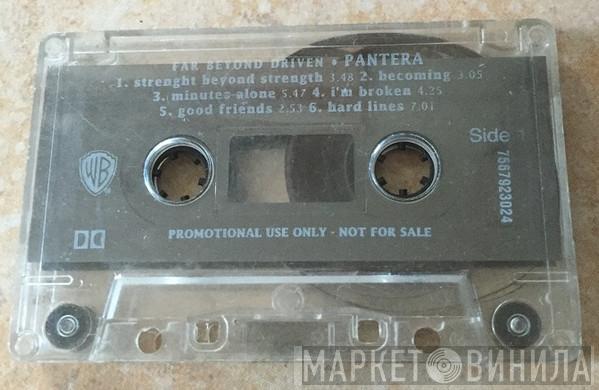 FAR BEYOND DRIVEN • PANTERA
1. strenght beyond strength 3.48 2. becoming 3.05
3. minutes alone 5.47 4. i'm broken 4.25
5. good friends 2.53 6. hard lines 7.01
Side 1
7567923024
WB
PROMOTIONAL USE ONLY - NOT FOR SALE
МАРКЕТ ВИНИЛА